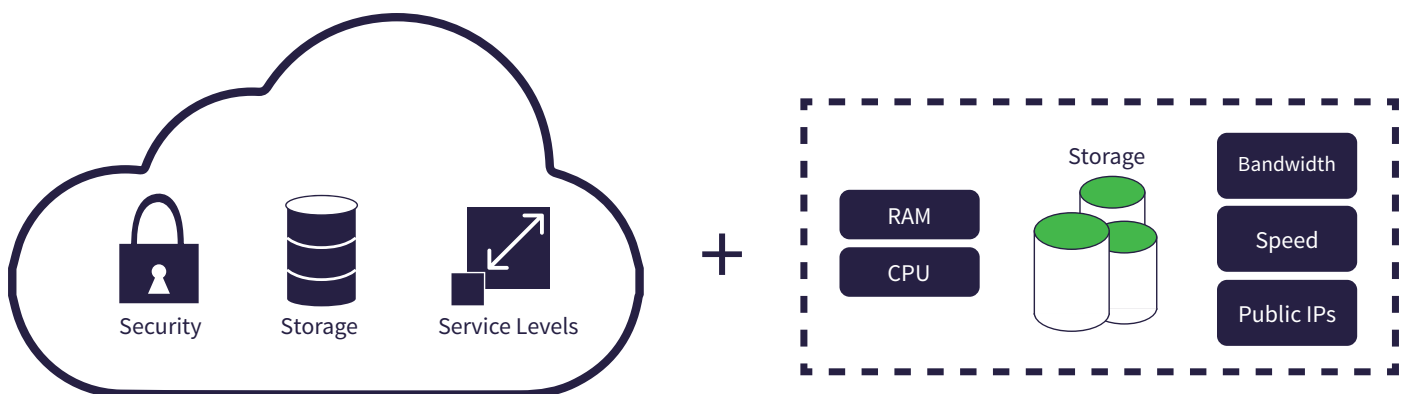 Security
Storage
Service Levels
+
RAM
CPU
Storage
Bandwidth
Speed
Public IPs